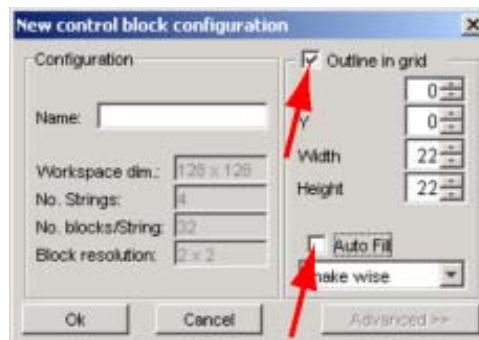 New control block configuration
Configuration
Name:
Workspace dim.: 128 x 128
No. Strings: 4
No. blocks/String: 32
Block resolution: 2 x 2
Outline in grid
0
Y 0
Width 22
Height 22
Auto Fill
nake wise
Ok
Cancel
Advanced >>